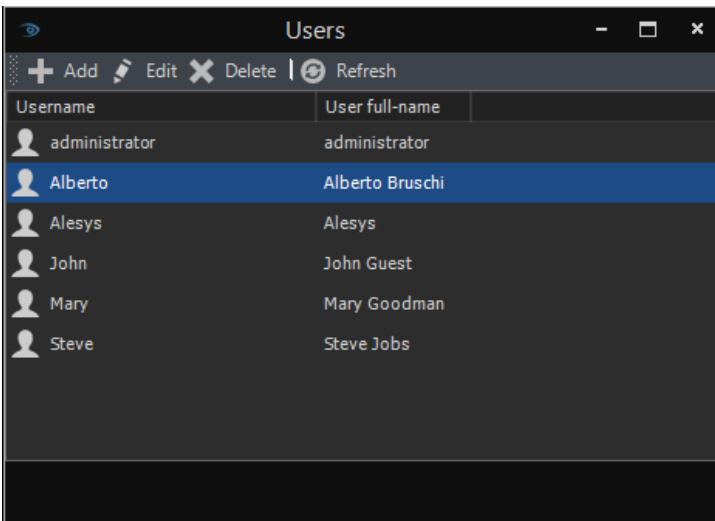 Users
Add Edit Delete Refresh
Username User full-name
administrator administrator
Alberto Alberto Bruschi
Alesys Alesys
John John Guest
Mary Mary Goodman
Steve Steve Jobs